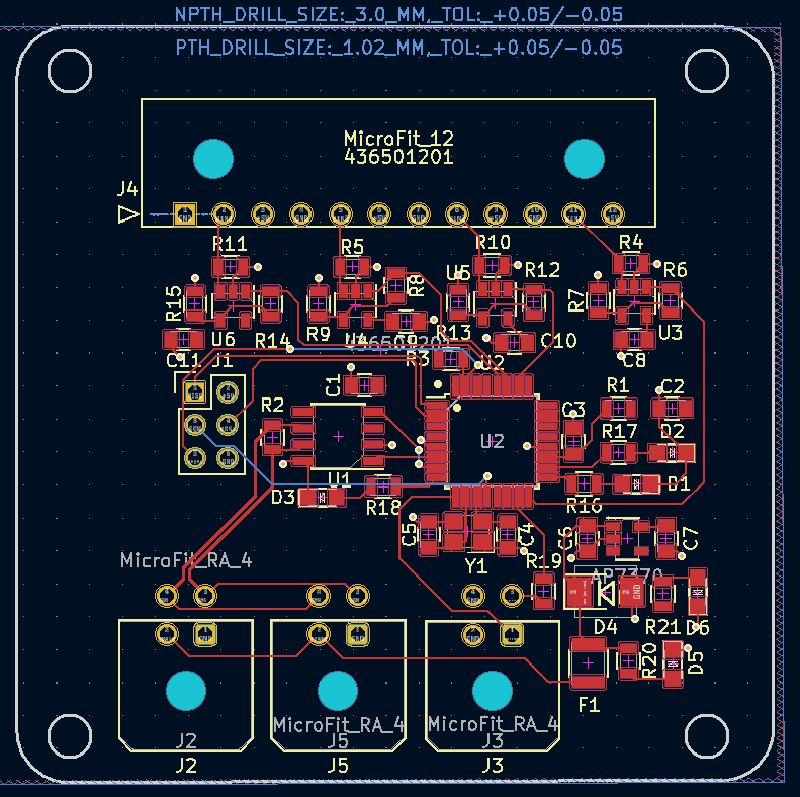 NPTH_DRILL_SIZE:_3.0_MM,_TOL:_+0.05/-0.05
PTH_DRILL_SIZE:_1.02_MM,_TOL:_+0.05/-0.05
MicroFit_12
436501201
J4
R11
R5
R10
R4
R15
R8
U5
R12
R7
R6
U6
R14
R9
U4
R13
C10
U3
C11
J1
R3
U2
C8
C1
R2
C3
R1
C2
R17
D2
U2
U1
D3
R18
R16
D1
C5
C4
C6
C7
Y1
R19
MicroFit_RA_4
AP7370
D4
R21
D6
R20
D5
F1
MicroFit_RA_4
MicroFit_RA_4
J2
J5
J3
J2
J5
J3